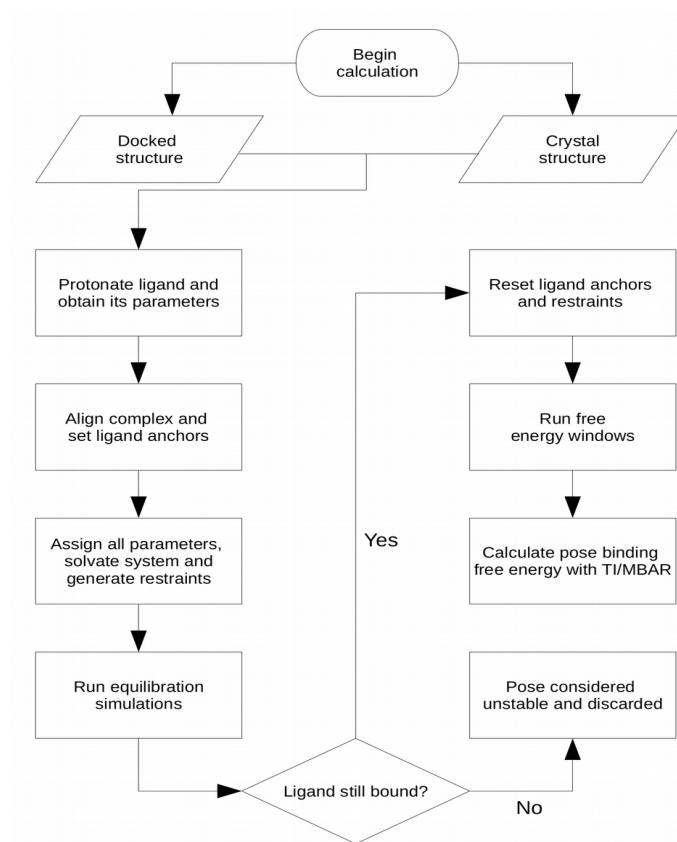 Begin
calculation
Docked
structure
Crystal
structure
Protonate ligand and
obtain its parameters
Align complex and
set ligand anchors
Assign all parameters,
solvate system and
generate restraints
Run equilibration
simulations
Ligand still bound?
Yes
Reset ligand anchors
and restraints
Run free
energy windows
Calculate pose binding
free energy with TI/MBAR
No
Pose considered
unstable and discarded